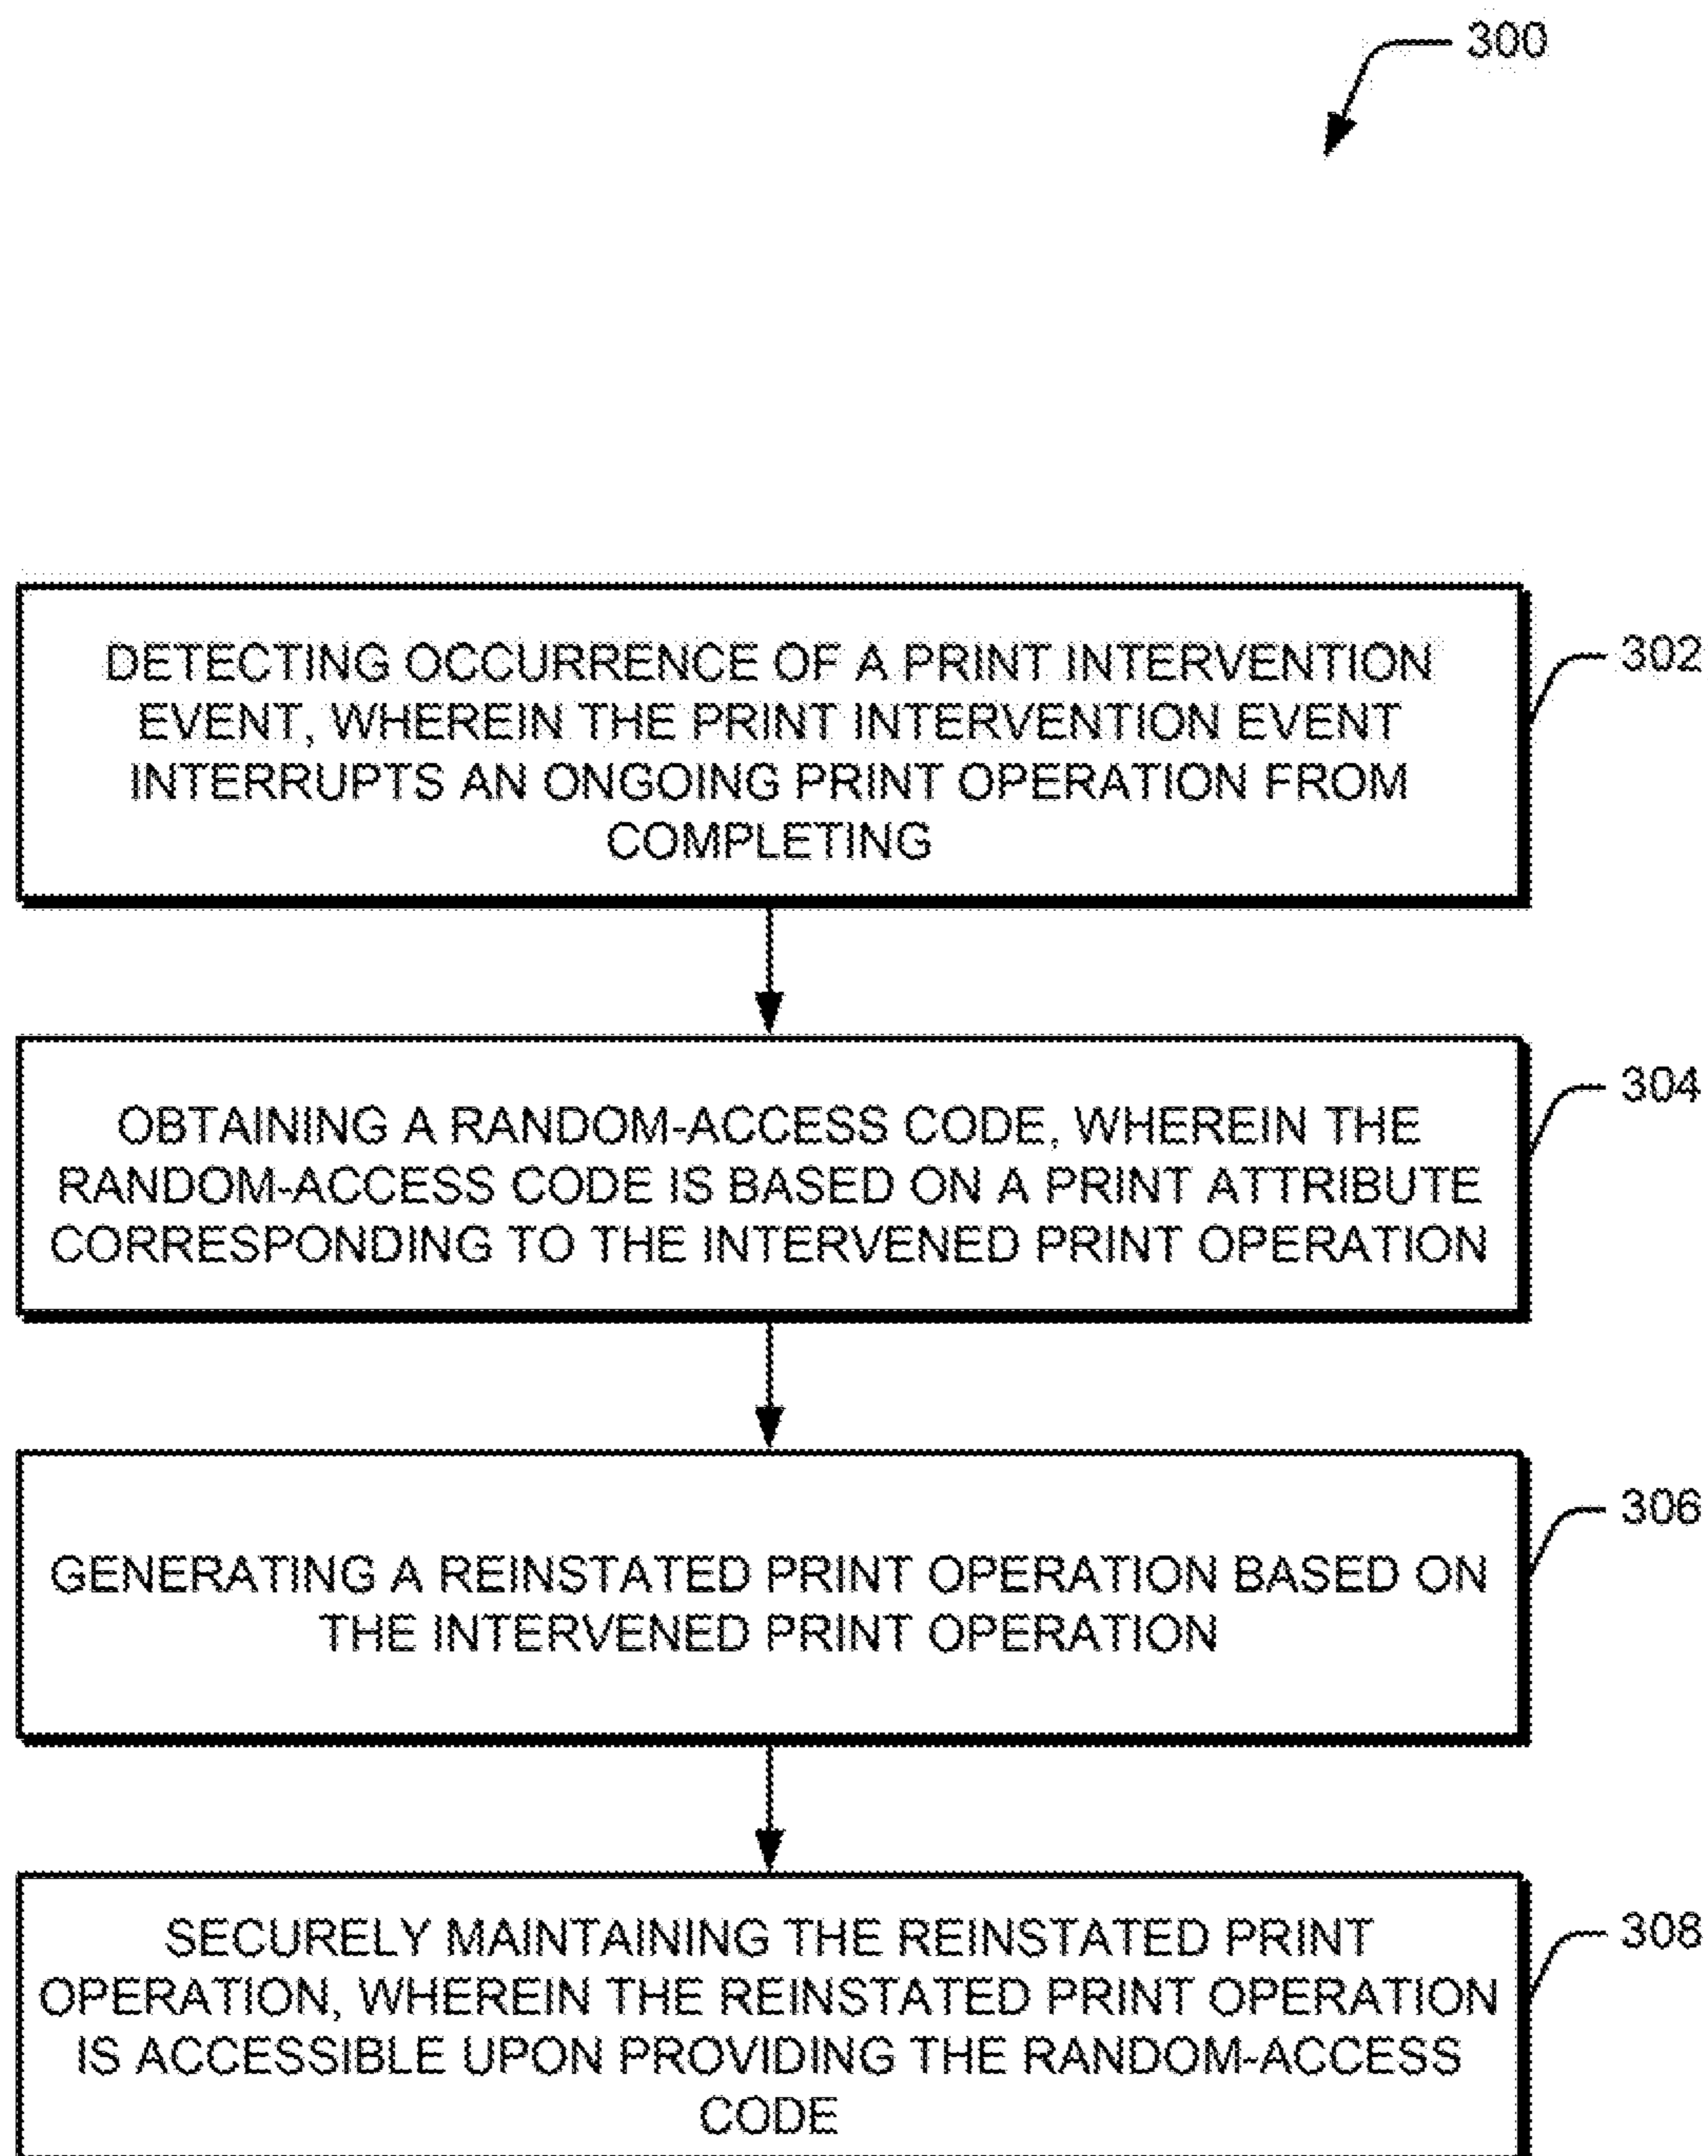 300
DETECTING OCCURRENCE OF A PRINT INTERVENTION
EVENT, WHEREIN THE PRINT INTERVENTION EVENT
INTERRUPTS AN ONGOING PRINT OPERATION FROM
COMPLETING
302
OBTAINING A RANDOM-ACCESS CODE, WHEREIN THE
RANDOM-ACCESS CODE IS BASED ON A PRINT ATTRIBUTE
CORRESPONDING TO THE INTERVENED PRINT OPERATION
304
GENERATING A REINSTATED PRINT OPERATION BASED ON
THE INTERVENED PRINT OPERATION
306
SECURELY MAINTAINING THE REINSTATED PRINT
OPERATION, WHEREIN THE REINSTATED PRINT OPERATION
IS ACCESSIBLE UPON PROVIDING THE RANDOM-ACCESS
CODE
308